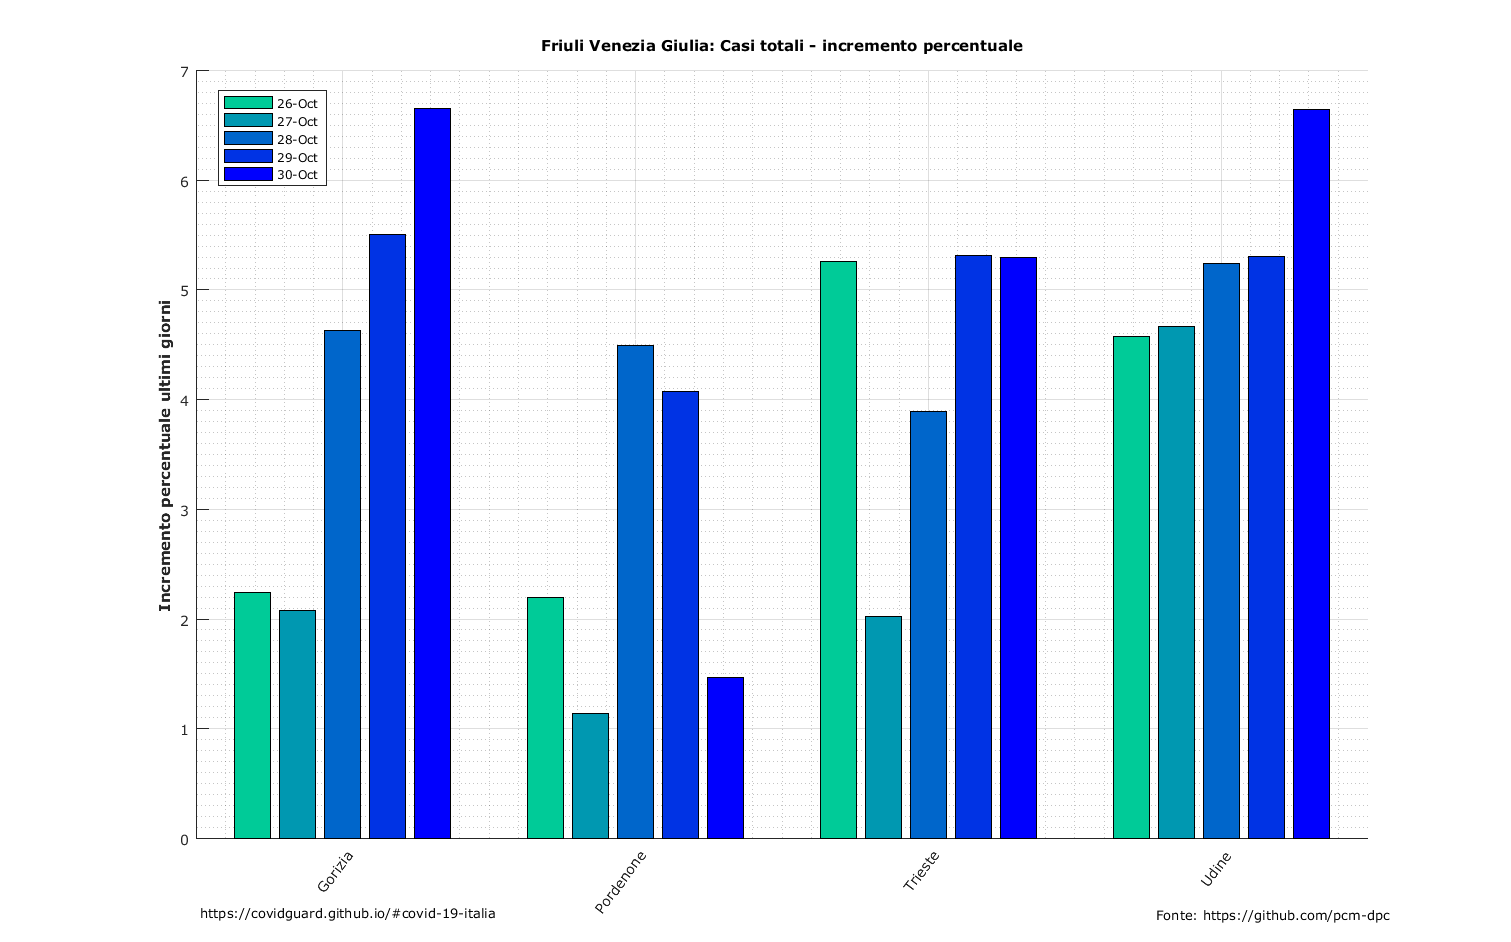 Friuli Venezia Giulia: Casi totali - incremento percentuale
7
6
5
4
3
2
1
0
Incremento percentuale ultimi giorni
26-Oct
27-Oct
28-Oct
29-Oct
30-Oct
Gorizia
Pordenone
Trieste
Udine
https://covidguard.github.io/#covid-19-italia
Fonte: https://github.com/pcm-dpc